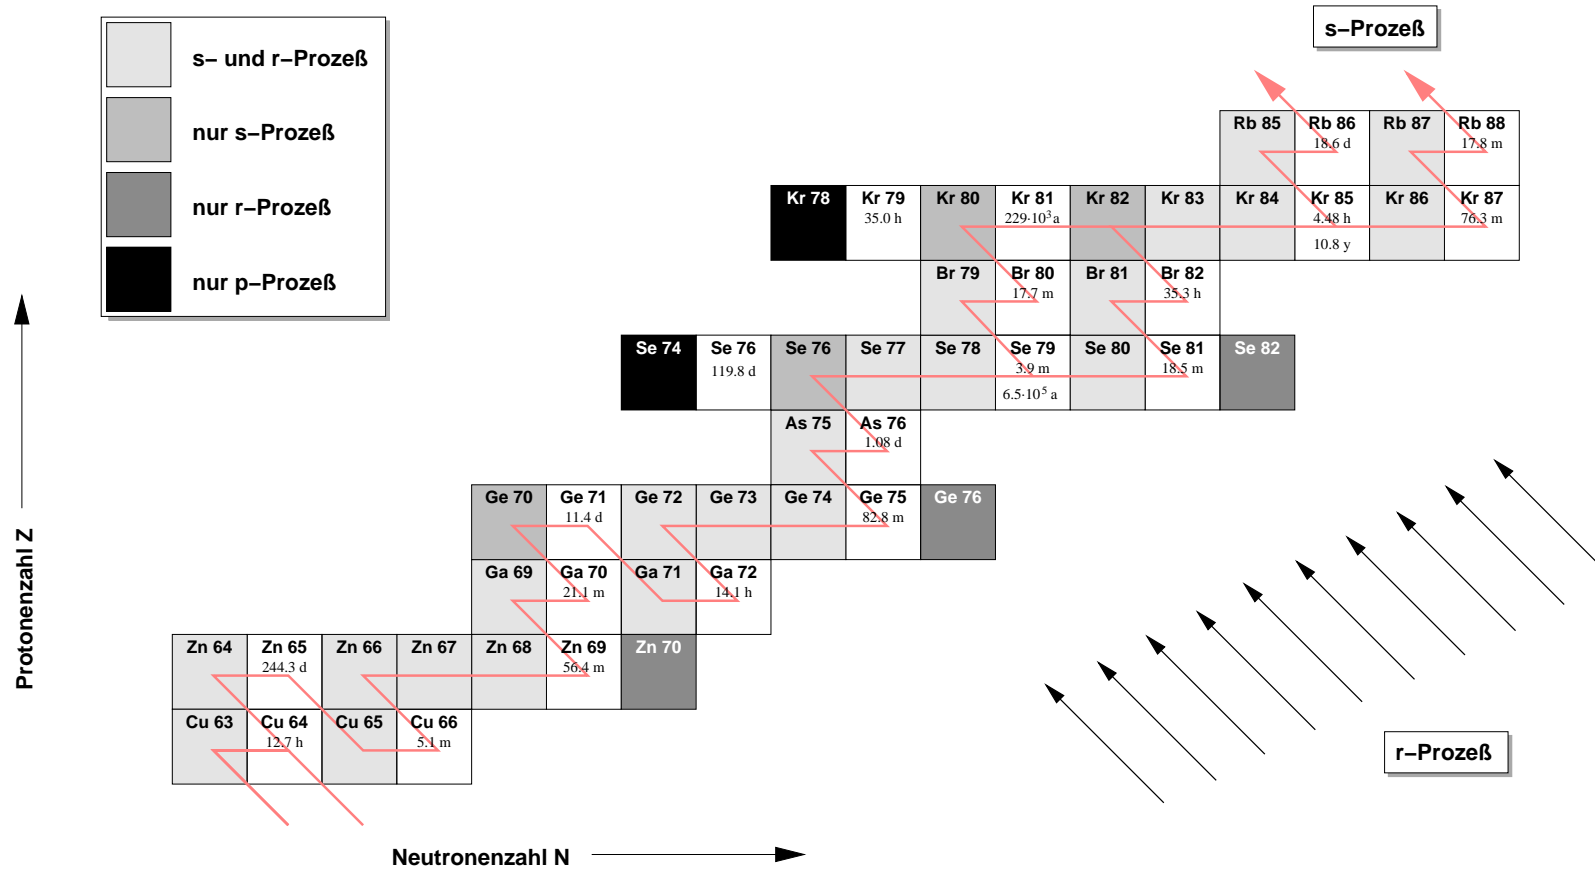 s–Prozeß
s– und r–Prozeß
nur s–Prozeß
nur r–Prozeß
nur p–Prozeß
Rb 85 Rb 86 Rb 87 Rb 88
18.6 d 17.8 m
Kr 78 Kr 79 Kr 80 Kr 81 Kr 82 Kr 83 Kr 84 Kr 85 Kr 86 Kr 87
35.0 h 229·10³a 4.48 h 76.3 m
10.8 y
Br 79 Br 80 Br 81 Br 82
17.7 m 35.3 h
Se 74 Se 76 Se 76 Se 77 Se 78 Se 79 Se 80 Se 81 Se 82
119.8 d 3.9 m 18.5 m
6.5·10⁵ a
As 75 As 76
1.08 d
Ge 70 Ge 71 Ge 72 Ge 73 Ge 74 Ge 75 Ge 76
11.4 d 82.8 m
Ga 69 Ga 70 Ga 71 Ga 72
21.1 m 14.1 h
Zn 64 Zn 65 Zn 66 Zn 67 Zn 68 Zn 69 Zn 70
244.3 d 56.4 m
Cu 63 Cu 64 Cu 65 Cu 66
12.7 h 5.1 m
Protonenzahl Z
r–Prozeß
Neutronenzahl N